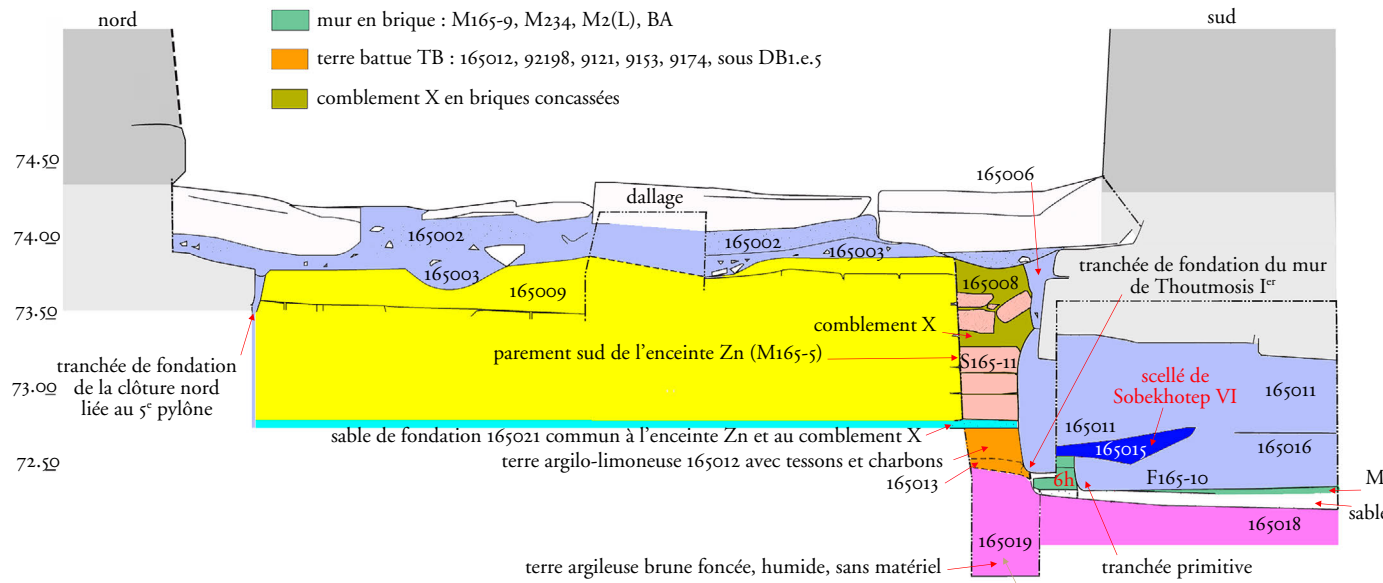 nord
sud
mur en brique : M165-9, M234, M2(L), BA
terre battue TB : 165012, 92198, 9121, 9153, 9174, sous DB1.e.5
comblement X en briques concassées
74.50
74.00
73.50
73.00
72.50
dallage
165006
165002
165002
165003
165003
165009
165008
tranchée de fondation du mur
de Thoutmosis Ier
comblement X
parement sud de l'enceinte Zn (M165-5)
S165-11
tranchée de fondation
de la clôture nord
liée au 5e pylône
scellé de
Sobekhotep VI
165011
165011
165015
165016
sable de fondation 165021 commun à l'enceinte Zn et au comblement X
terre argilo-limoneuse 165012 avec tessons et charbons
165013
6h
F165-10
M
sable
165018
165019
terre argileuse brune foncée, humide, sans matériel
tranchée primitive